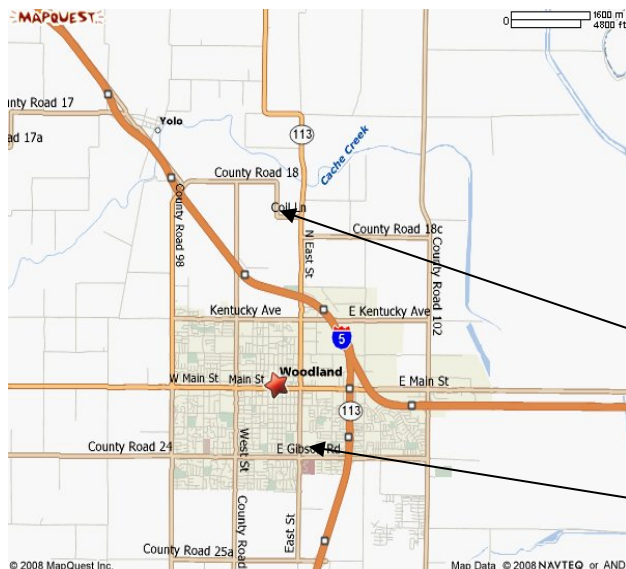 MAPQUEST
1600 m
0
4800 ft
unty Road 17
Yolo
ad 17a
113
Cache Creek
County Road 18
Coil Ln
County Road 98
N East St
County Road 18c
County Road 102
Kentucky Ave
E Kentucky Ave
5
Woodland
W Main St
Main St
E Main St
113
County Road 24
West St
E Gibson Rd
County Road
East St
County Road 25a
© 2008 MapQuest Inc.
Map Data © 2008 NAVTEQ or AND